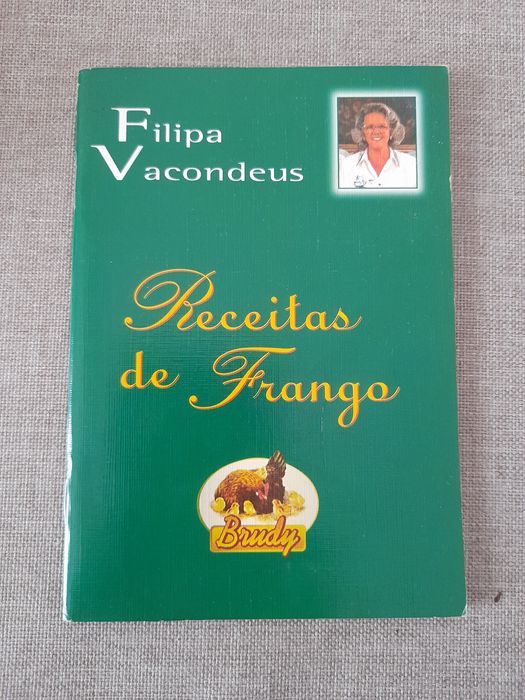 Filipa
Vacondeus
Receitas
de Frango
Brudy